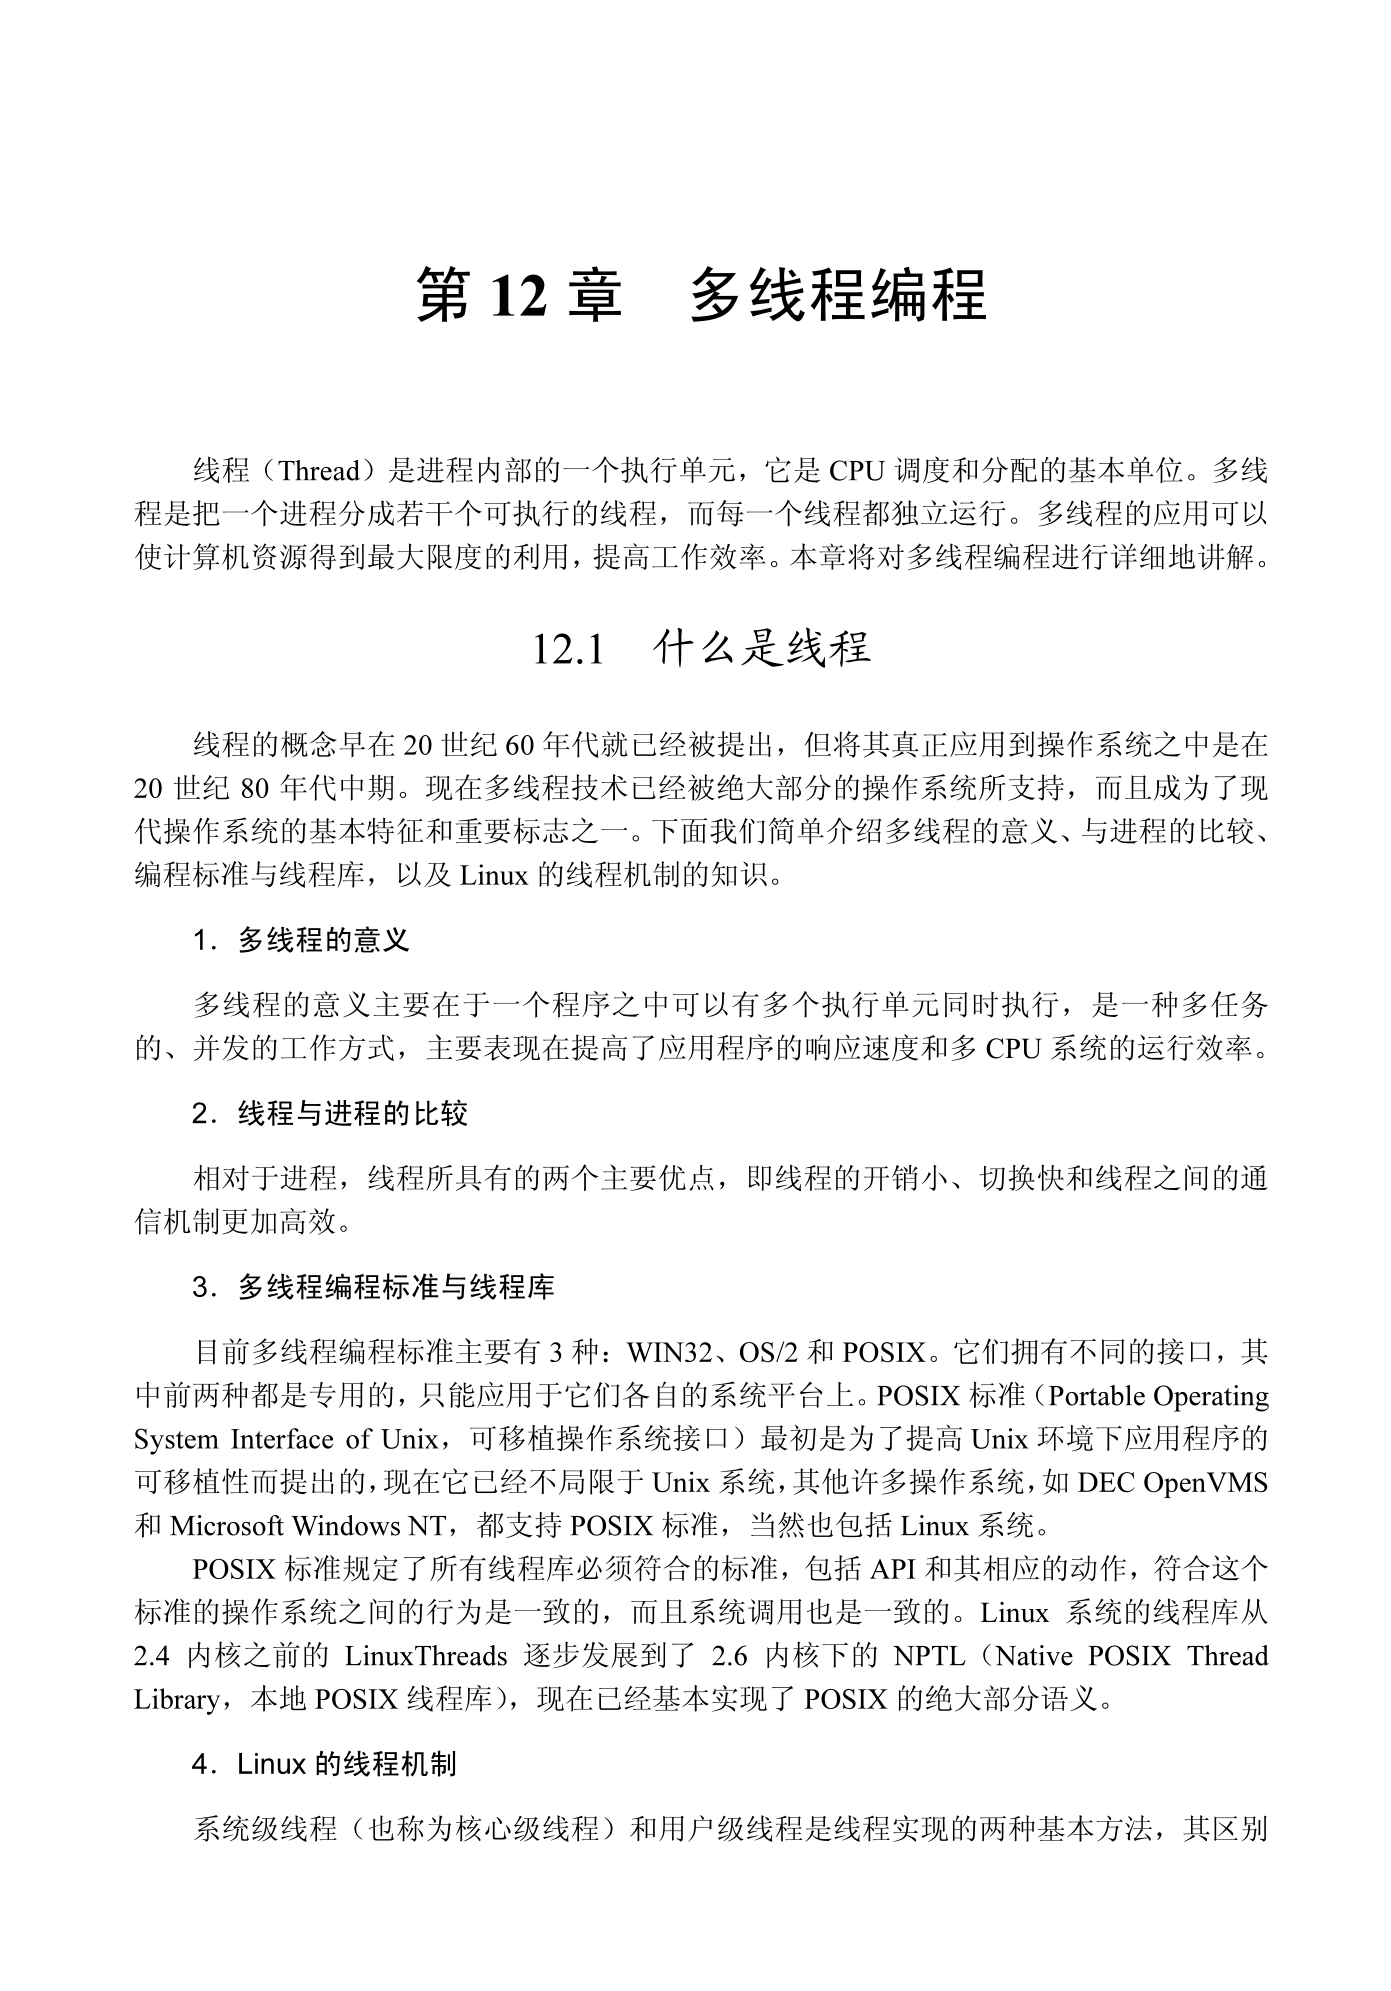 第 12 章　多线程编程
线程（Thread）是进程内部的一个执行单元，它是 CPU 调度和分配的基本单位。多线
程是把一个进程分成若干个可执行的线程，而每一个线程都独立运行。多线程的应用可以
使计算机资源得到最大限度的利用，提高工作效率。本章将对多线程编程进行详细地讲解。
12.1　什么是线程
线程的概念早在 20 世纪 60 年代就已经被提出，但将其真正应用到操作系统之中是在
20 世纪 80 年代中期。现在多线程技术已经被绝大部分的操作系统所支持，而且成为了现
代操作系统的基本特征和重要标志之一。下面我们简单介绍多线程的意义、与进程的比较、
编程标准与线程库，以及 Linux 的线程机制的知识。
1．多线程的意义
多线程的意义主要在于一个程序之中可以有多个执行单元同时执行，是一种多任务
的、并发的工作方式，主要表现在提高了应用程序的响应速度和多 CPU 系统的运行效率。
2．线程与进程的比较
相对于进程，线程所具有的两个主要优点，即线程的开销小、切换快和线程之间的通
信机制更加高效。
3．多线程编程标准与线程库
目前多线程编程标准主要有 3 种：WIN32、OS/2 和 POSIX。它们拥有不同的接口，其
中前两种都是专用的，只能应用于它们各自的系统平台上。POSIX 标准（Portable Operating
System Interface of Unix，可移植操作系统接口）最初是为了提高 Unix 环境下应用程序的
可移植性而提出的，现在它已经不局限于 Unix 系统，其他许多操作系统，如 DEC OpenVMS
和 Microsoft Windows NT，都支持 POSIX 标准，当然也包括 Linux 系统。
POSIX 标准规定了所有线程库必须符合的标准，包括 API 和其相应的动作，符合这个
标准的操作系统之间的行为是一致的，而且系统调用也是一致的。Linux 系统的线程库从
2.4 内核之前的 LinuxThreads 逐步发展到了 2.6 内核下的 NPTL（Native POSIX Thread
Library，本地 POSIX 线程库），现在已经基本实现了 POSIX 的绝大部分语义。
4．Linux 的线程机制
系统级线程（也称为核心级线程）和用户级线程是线程实现的两种基本方法，其区别